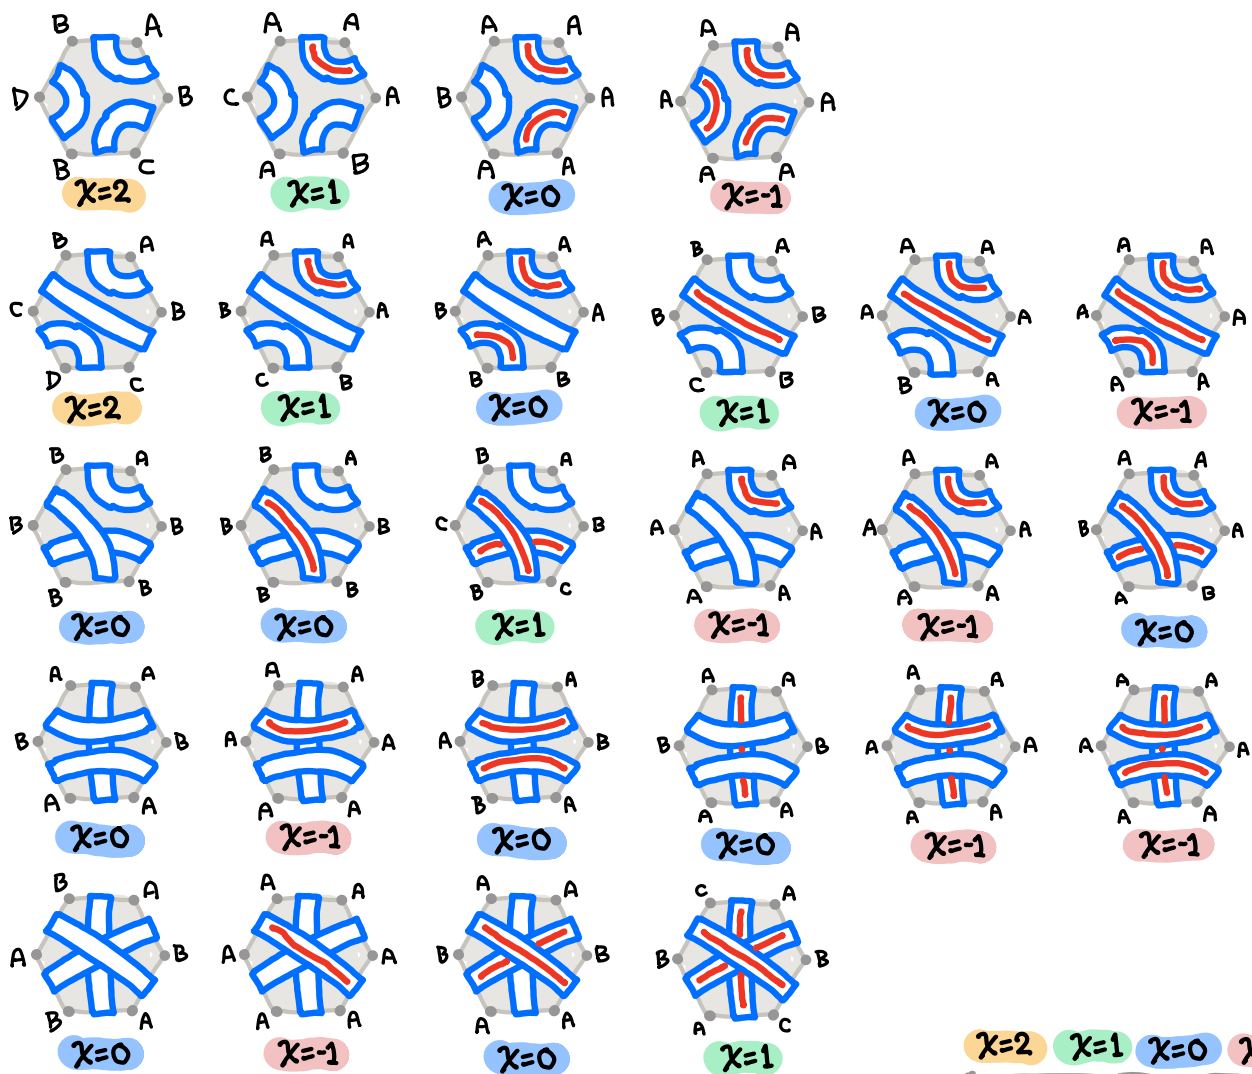 B A A A A A A A
D B C A B A A A
B C A B A A A A
χ=2 χ=1 χ=0 χ=-1
B A A A A A B A A A A A
C B B A B A B B A A A A
D C C B B B C B B A A A
χ=2 χ=1 χ=0 χ=1 χ=0 χ=-1
B A B A B A A A A A A A
B B B B C B A A A A B A
B B B B B C A A A A A B
χ=0 χ=0 χ=1 χ=-1 χ=-1 χ=0
A A A A B A A A A A A A
B B A A A B B B A A A A
A A A A B A A A A A A A
χ=0 χ=-1 χ=0 χ=0 χ=-1 χ=-1
B A A A A A C A
A B A A B B B B
B A A A A A A C
χ=0 χ=-1 χ=0 χ=1
χ=2 χ=1 χ=0